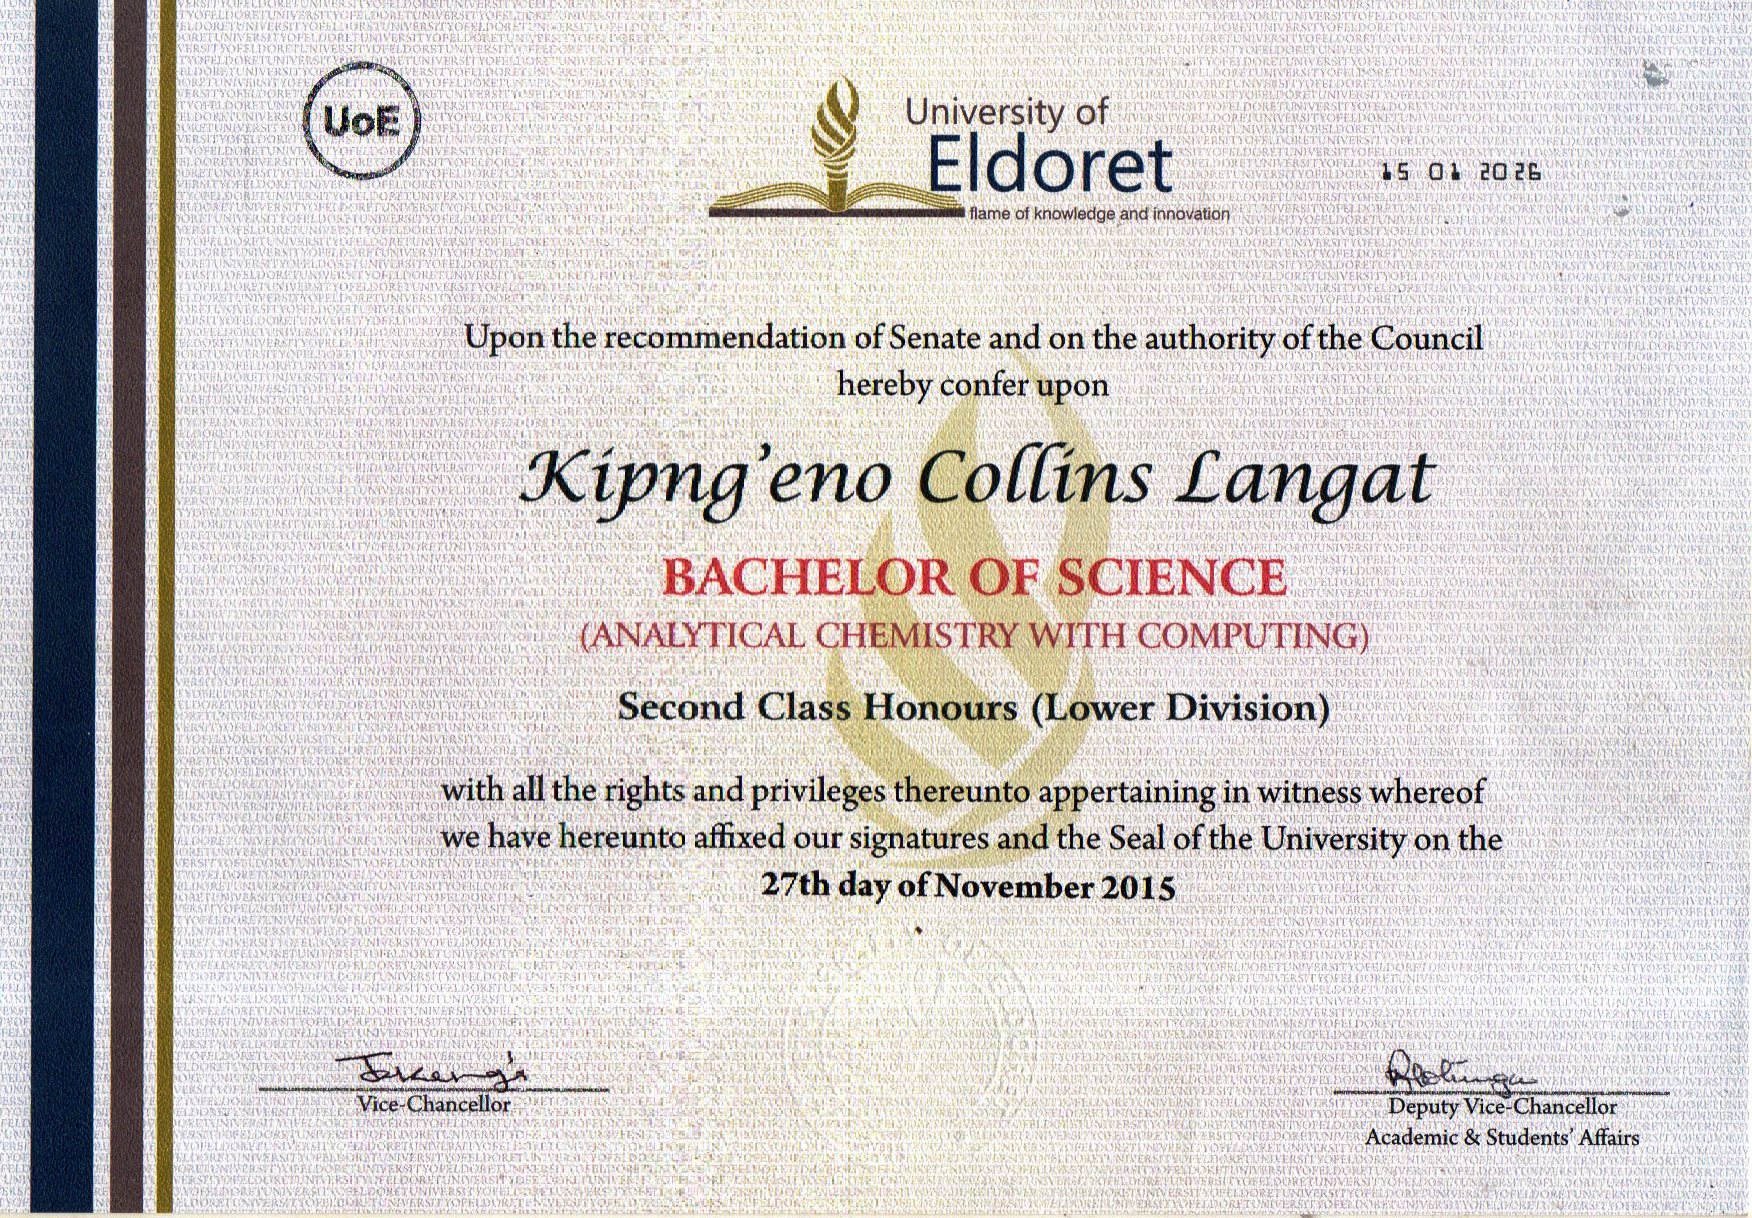 UoE
University of
Eldoret
flame of knowledge and innovation
15 01 2026
Upon the recommendation of Senate and on the authority of the Council
hereby confer upon
Kipng'eno Collins Langat
BACHELOR OF SCIENCE
(ANALYTICAL CHEMISTRY WITH COMPUTING)
Second Class Honours (Lower Division)
with all the rights and privileges thereunto appertaining in witness whereof
we have hereunto affixed our signatures and the Seal of the University on the
27th day of November 2015
Vice-Chancellor
Deputy Vice-Chancellor
Academic & Students' Affairs